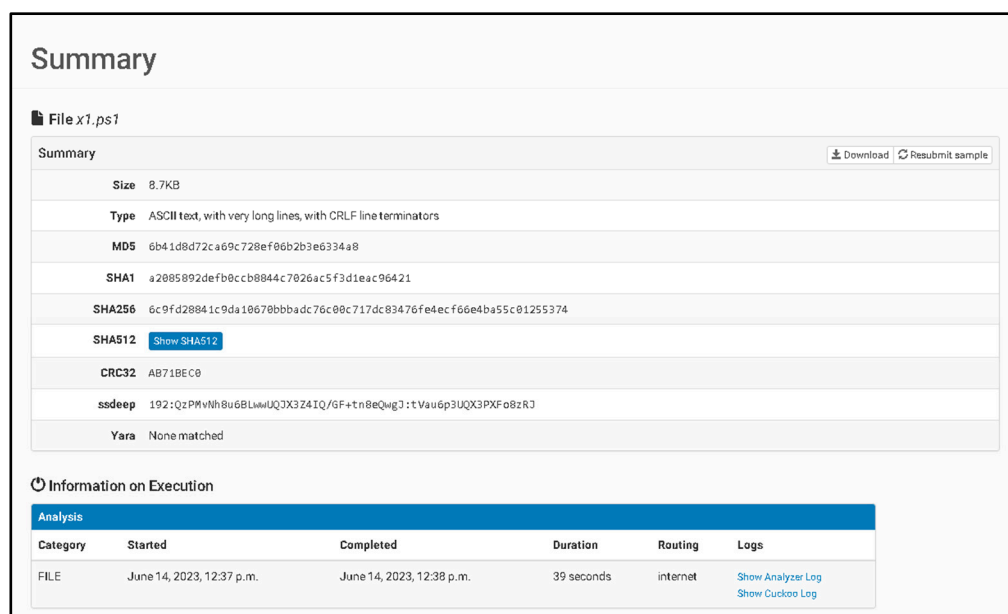 Summary
File x1.ps1
Summary
Download Resubmit sample
Size 8.7KB
Type ASCII text, with very long lines, with CRLF line terminators
MD5 6b41d8d72ca69c728ef06b2b3e6334a8
SHA1 a2085892defb0ccb8844c7026ac5f3d1eac96421
SHA256 6c9fd28841c9da10670bbbadc76c00c717dc83476fe4ecf66e4ba55c01255374
SHA512 Show SHA512
CRC32 AB71BEC0
ssdeep 192:QzPMvNh8u6BLwwUQJX3Z4IQ/GF+tn8eQwgJ:tVau6p3UQX3PXFo8zRJ
Yara None matched
Information on Execution
Analysis
Category Started Completed Duration Routing Logs
FILE June 14, 2023, 12:37 p.m. June 14, 2023, 12:38 p.m. 39 seconds internet Show Analyzer Log
Show Cuckoo Log